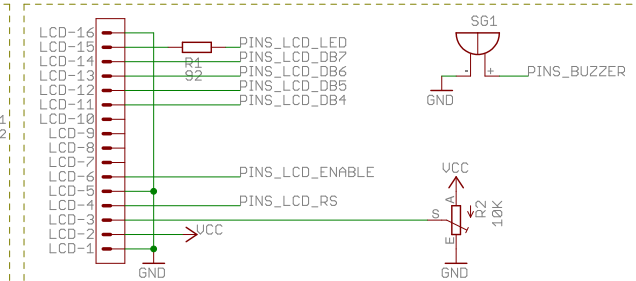 SG1
LCD-16
LCD-15 PINS_LCD_LED
LCD-14 PINS_LCD_DB7
R1
LCD-13 PINS_LCD_DB6
92
LCD-12 PINS_LCD_DB5
LCD-11 PINS_LCD_DB4
LCD-10
LCD-9
LCD-8
LCD-7
LCD-6 PINS_LCD_ENABLE
LCD-5
LCD-4 PINS_LCD_RS
LCD-3
LCD-2 VCC
LCD-1
GND
- + PINS_BUZZER
GND
VCC
A
S
E
R2
10K
GND
1
2